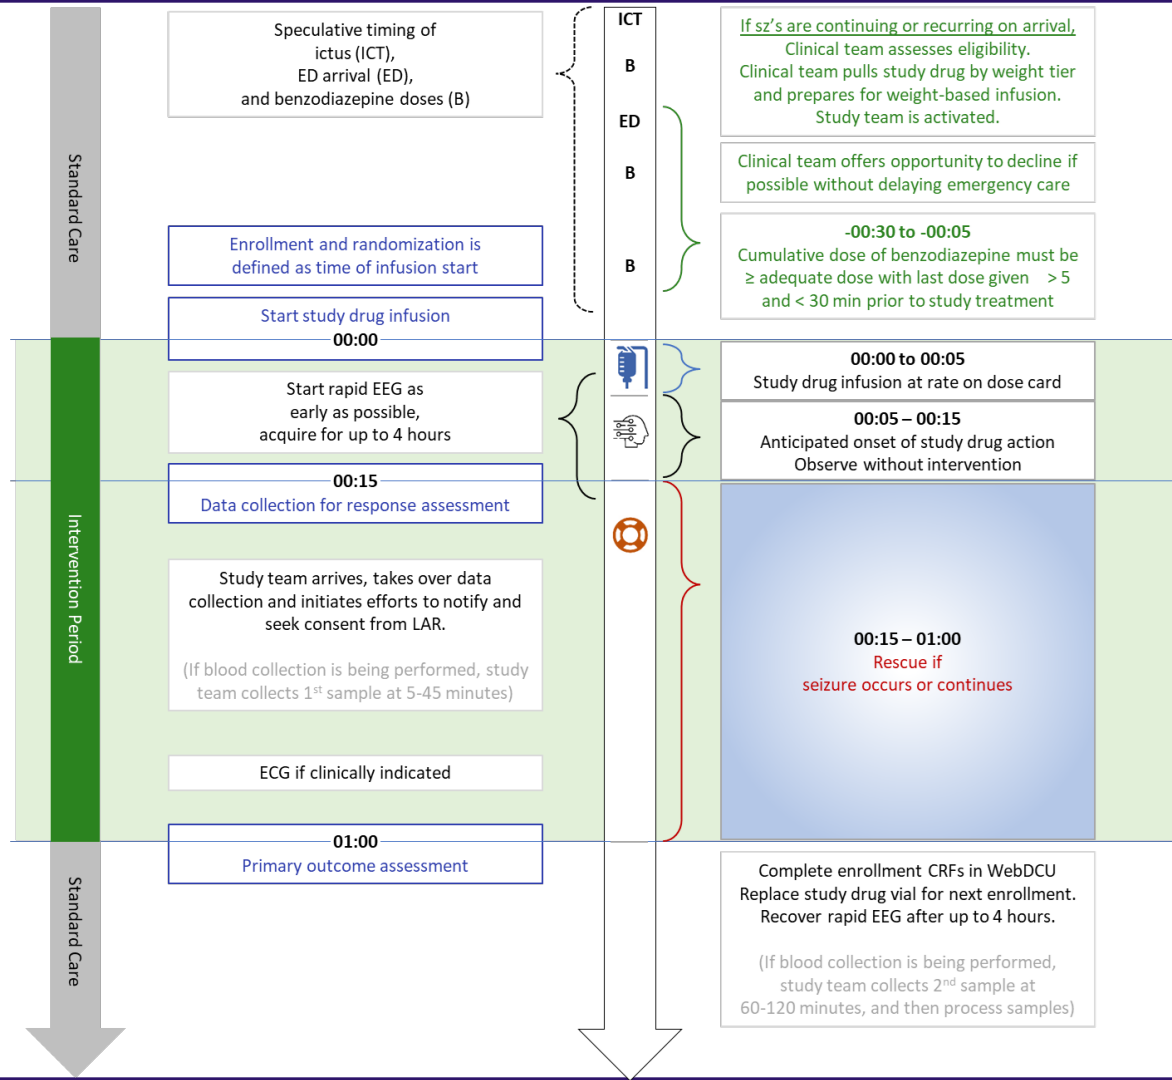 Speculative timing of
ictus (ICT),
ED arrival (ED),
and benzodiazepine doses (B)
ICT
B
ED
B
B
If sz's are continuing or recurring on arrival,
Clinical team assesses eligibility.
Clinical team pulls study drug by weight tier
and prepares for weight-based infusion.
Study team is activated.
Clinical team offers opportunity to decline if
possible without delaying emergency care
-00:30 to -00:05
Cumulative dose of benzodiazepine must be
≥ adequate dose with last dose given > 5
and < 30 min prior to study treatment
Standard Care
Enrollment and randomization is
defined as time of infusion start
Start study drug infusion
00:00
00:00 to 00:05
Study drug infusion at rate on dose card
Start rapid EEG as
early as possible,
acquire for up to 4 hours
00:05 – 00:15
Anticipated onset of study drug action
Observe without intervention
00:15
Data collection for response assessment
Intervention Period
Study team arrives, takes over data
collection and initiates efforts to notify and
seek consent from LAR.
(If blood collection is being performed, study
team collects 1st sample at 5-45 minutes)
00:15 – 01:00
Rescue if
seizure occurs or continues
ECG if clinically indicated
01:00
Primary outcome assessment
Standard Care
Complete enrollment CRFs in WebDCU
Replace study drug vial for next enrollment.
Recover rapid EEG after up to 4 hours.
(If blood collection is being performed,
study team collects 2nd sample at
60-120 minutes, and then process samples)